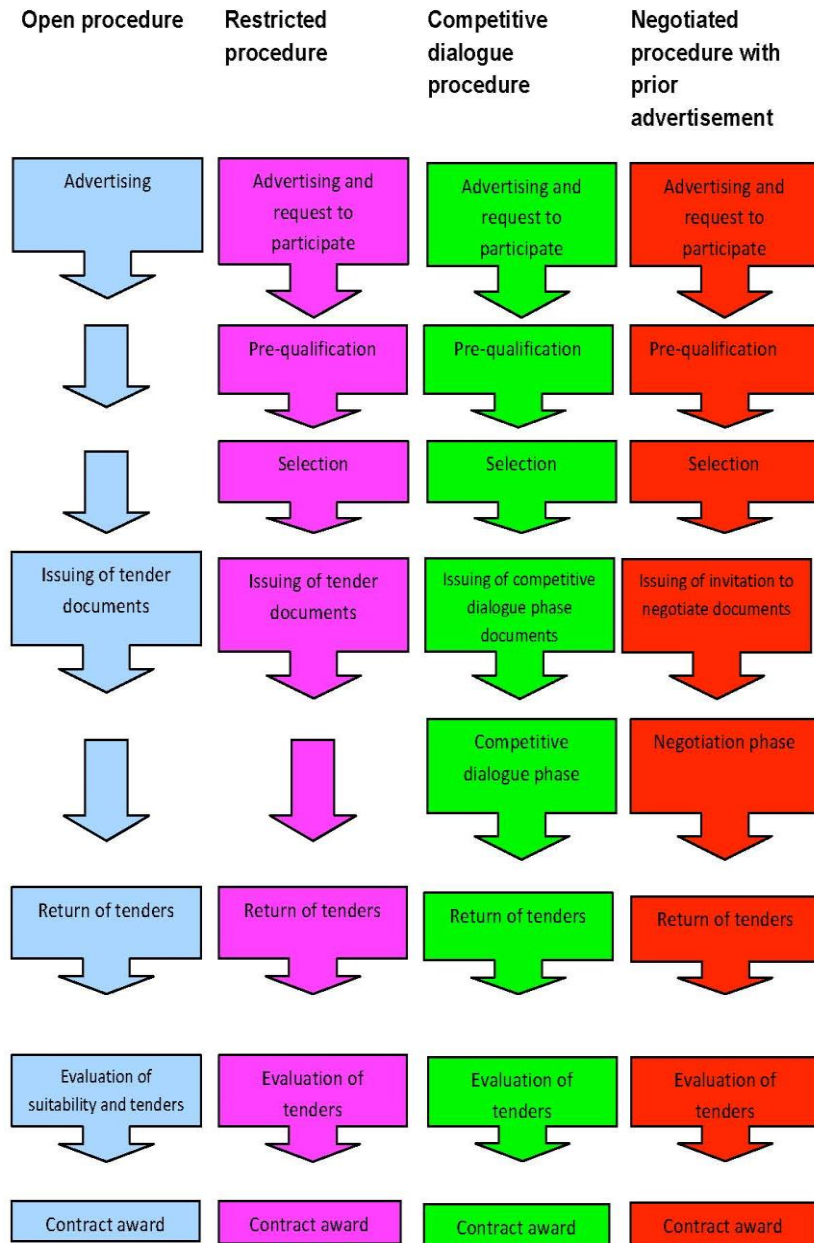 Open procedure
Restricted
procedure
Competitive
dialogue
procedure
Negotiated
procedure with
prior
advertisement
Advertising
Advertising and
request to
participate
Advertising and
request to
participate
Advertising and
request to
participate
Pre-qualification
Pre-qualification
Pre-qualification
Selection
Selection
Selection
Issuing of tender
documents
Issuing of tender
documents
Issuing of competitive
dialogue phase
documents
Issuing of invitation to
negotiate documents
Competitive
dialogue phase
Negotiation phase
Return of tenders
Return of tenders
Return of tenders
Return of tenders
Evaluation of
suitability and tenders
Evaluation of
tenders
Evaluation of
tenders
Evaluation of
tenders
Contract award
Contract award
Contract award
Contract award